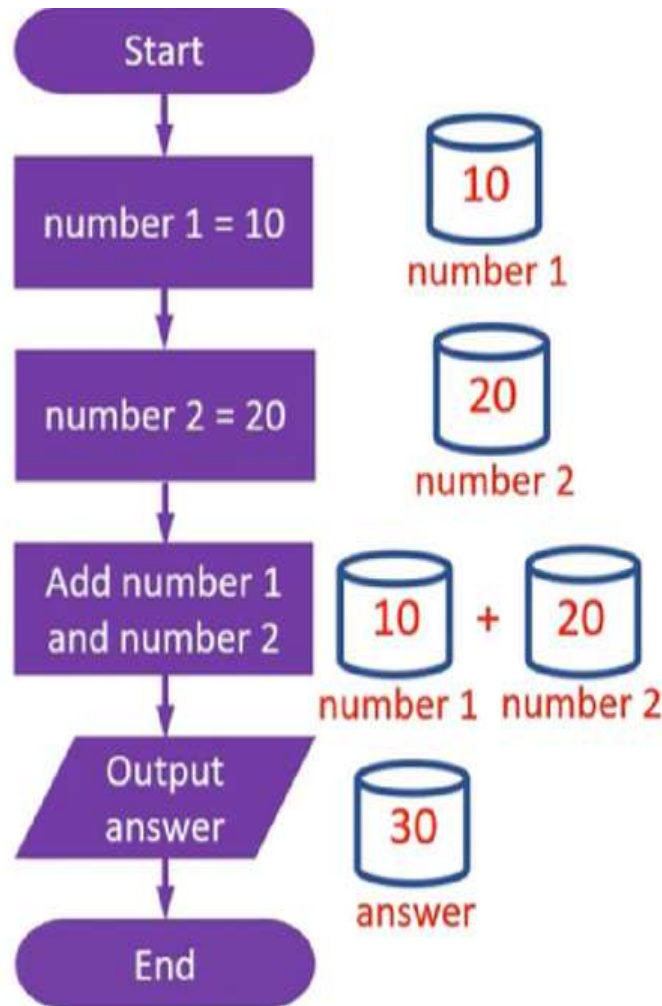 Start
number 1 = 10
10
number 1
number 2 = 20
20
number 2
Add number 1
and number 2
10 + 20
number 1 number 2
Output
answer
30
answer
End